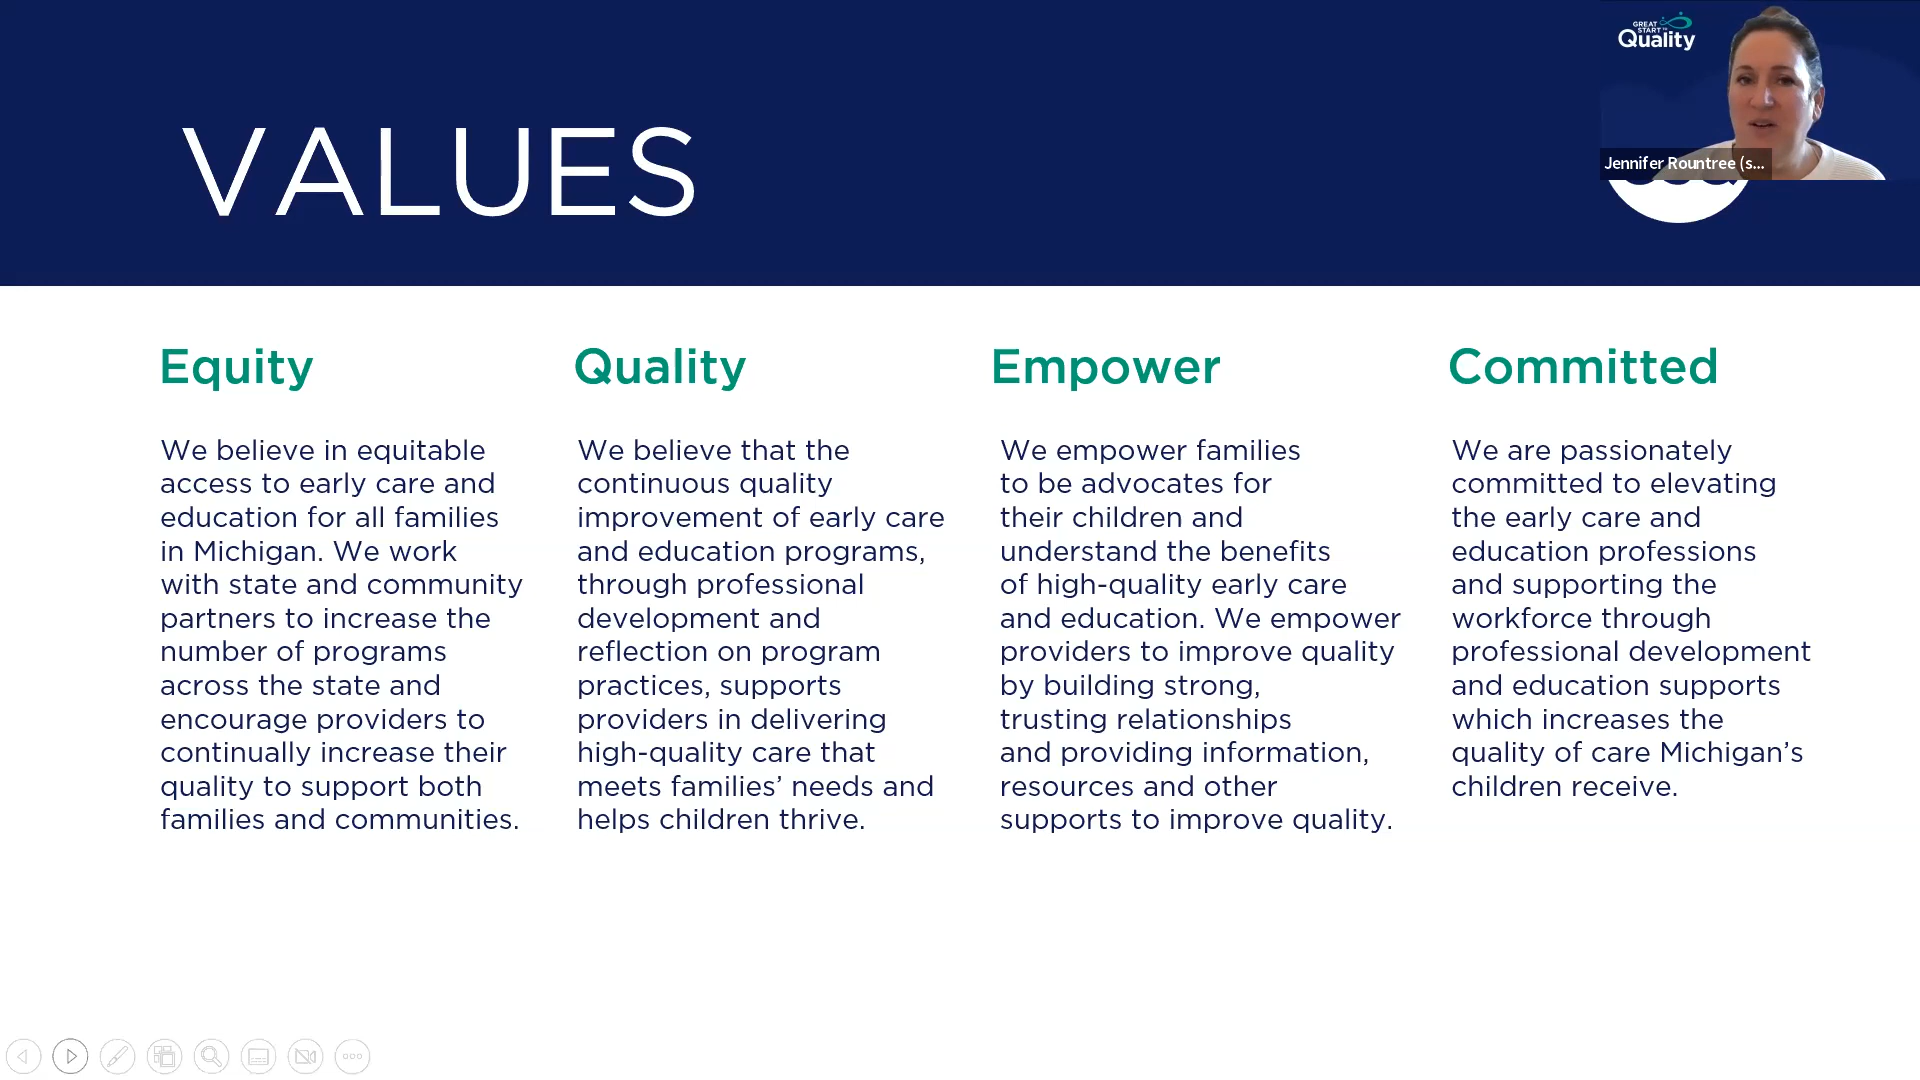 GREAT
START TO
Quality
Jennifer Rountree (s...
VALUES
Equity
We believe in equitable
access to early care and
education for all families
in Michigan. We work
with state and community
partners to increase the
number of programs
across the state and
encourage providers to
continually increase their
quality to support both
families and communities.
Quality
We believe that the
continuous quality
improvement of early care
and education programs,
through professional
development and
reflection on program
practices, supports
providers in delivering
high-quality care that
meets families’ needs and
helps children thrive.
Empower
We empower families
to be advocates for
their children and
understand the benefits
of high-quality early care
and education. We empower
providers to improve quality
by building strong,
trusting relationships
and providing information,
resources and other
supports to improve quality.
Committed
We are passionately
committed to elevating
the early care and
education professions
and supporting the
workforce through
professional development
and education supports
which increases the
quality of care Michigan’s
children receive.